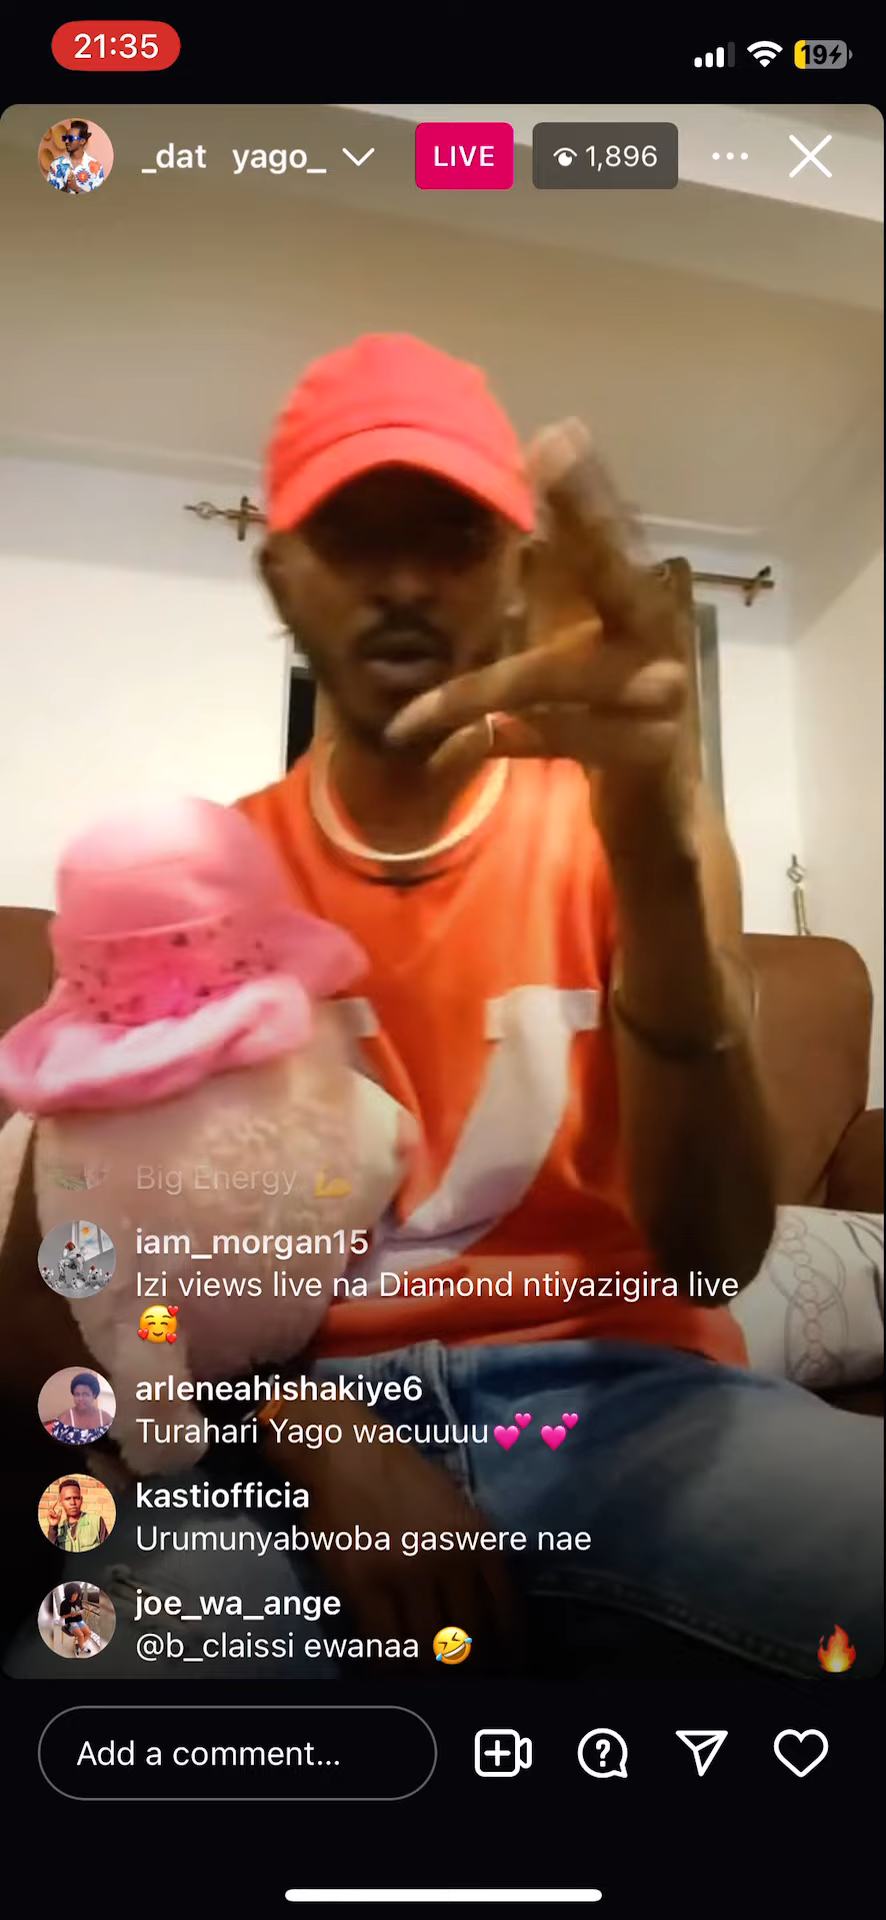 21:35
19
_dat yago_
LIVE
1,896
Big Energy 💪
iam_morgan15
Izi views live na Diamond ntiyazigira live
🥰
arleneahishakiye6
Turahari Yago wacuuuu💕 💕
kastiofficia
Urumunyabwoba gaswere nae
joe_wa_ange
@b_claissi ewanaa 🤣
Add a comment...